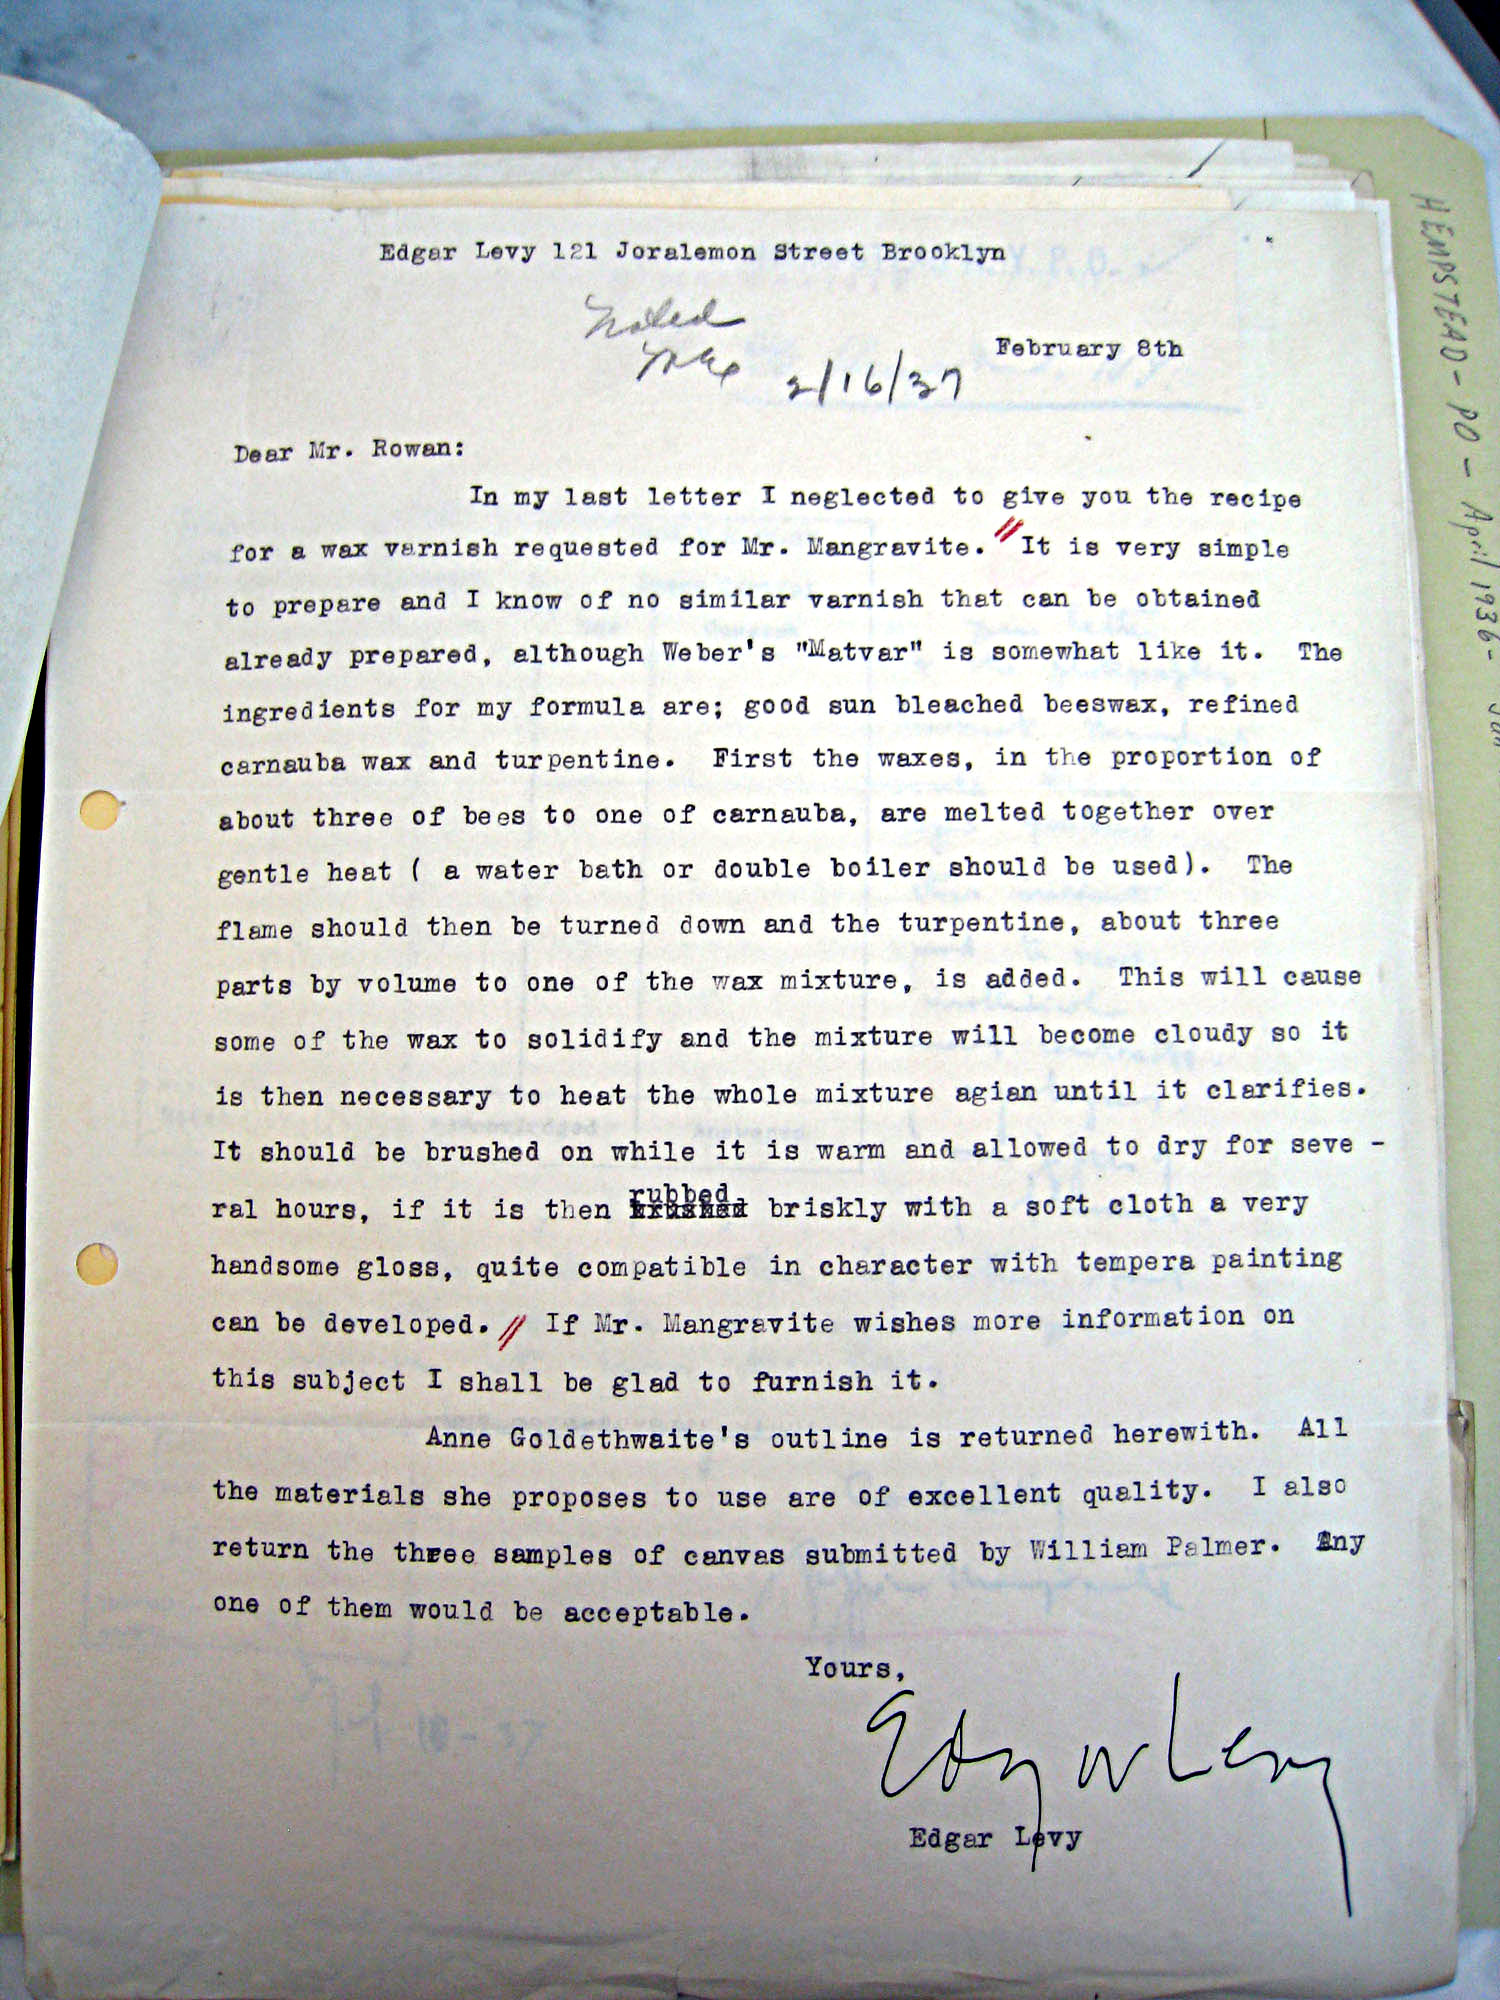 Edgar Levy 121 Joralemon Street Brooklyn
Noted
2/16/37
February 8th
Dear Mr. Rowan:
In my last letter I neglected to give you the recipe
for a wax varnish requested for Mr. Mangravite. // It is very simple
to prepare and I know of no similar varnish that can be obtained
already prepared, although Weber's "Matvar" is somewhat like it. The
ingredients for my formula are; good sun bleached beeswax, refined
carnauba wax and turpentine. First the waxes, in the proportion of
about three of bees to one of carnauba, are melted together over
gentle heat ( a water bath or double boiler should be used). The
flame should then be turned down and the turpentine, about three
parts by volume to one of the wax mixture, is added. This will cause
some of the wax to solidify and the mixture will become cloudy so it
is then necessary to heat the whole mixture agian until it clarifies.
It should be brushed on while it is warm and allowed to dry for seve -
ral hours, if it is then rubbed briskly with a soft cloth a very
handsome gloss, quite compatible in character with tempera painting
can be developed. // If Mr. Mangravite wishes more information on
this subject I shall be glad to furnish it.
Anne Goldethwaite's outline is returned herewith. All
the materials she proposes to use are of excellent quality. I also
return the three samples of canvas submitted by William Palmer. Any
one of them would be acceptable.
Yours,
Edgar Levy
Edgar Levy
HEMPSTEAD - PO - April 1936 -